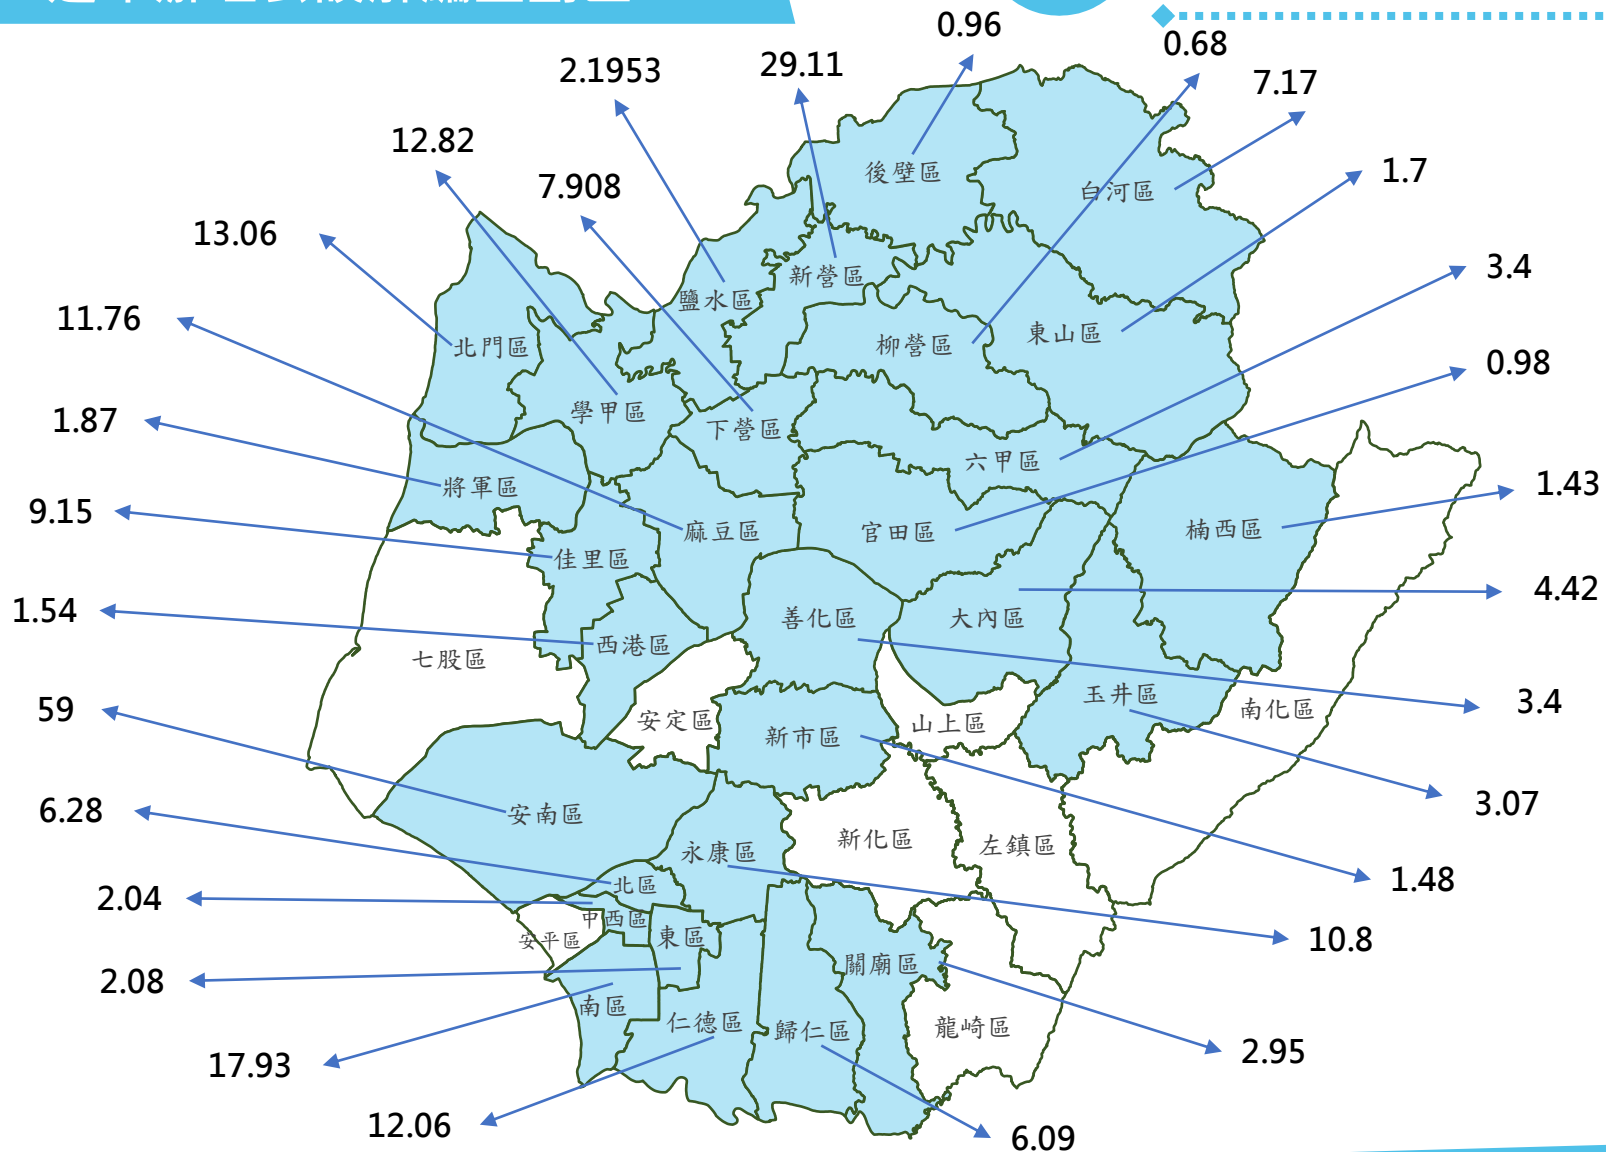 0.96
0.68
2.1953
29.11
7.17
12.82
7.908
1.7
後壁區
白河區
13.06
3.4
新營區
鹽水區
11.76
北門區
柳營區
東山區
0.98
1.87
學甲區
下營區
六甲區
將軍區
1.43
9.15
麻豆區
官田區
楠西區
佳里區
4.42
1.54
西港區
善化區
大內區
七股區
玉井區
3.4
59
安定區
新市區
山上區
南化區
6.28
安南區
3.07
永康區
新化區
左鎮區
北區
1.48
2.04
中西區
安平區
東區
10.8
2.08
關廟區
南區
仁德區
歸仁區
龍崎區
17.93
2.95
12.06
6.09